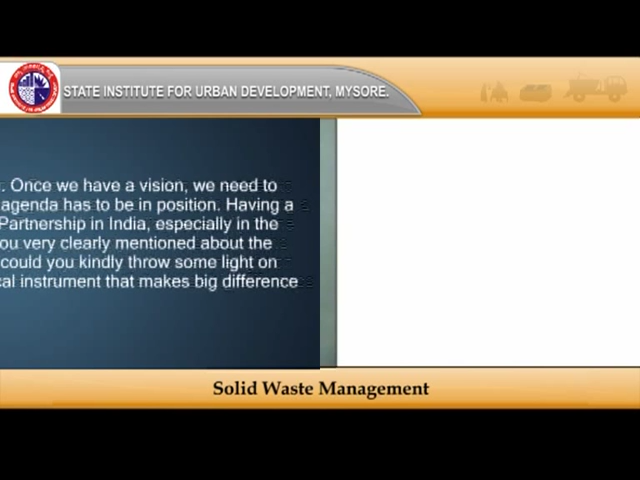 STATE INSTITUTE FOR URBAN DEVELOPMENT, MYSORE.
. Once we have a vision, we need to
agenda has to be in position. Having a
Partnership in India, especially in the
ou very clearly mentioned about the
could you kindly throw some light on
cal instrument that makes big difference
Solid Waste Management